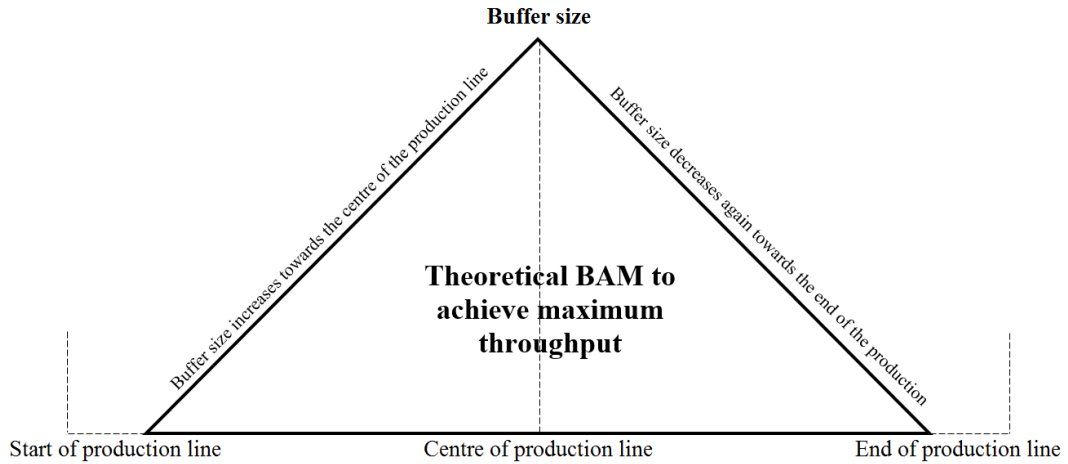 Buffer size
Buffer size increases towards the centre of the production line
Buffer size decreases again towards the end of the production
Theoretical BAM to
achieve maximum
throughput
Start of production line
Centre of production line
End of production line